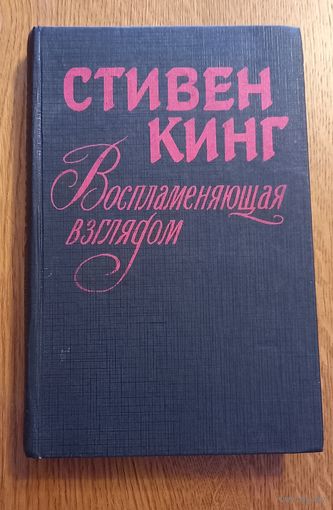 СТИВЕН
КИНГ
Воспламеняющая
взглядом